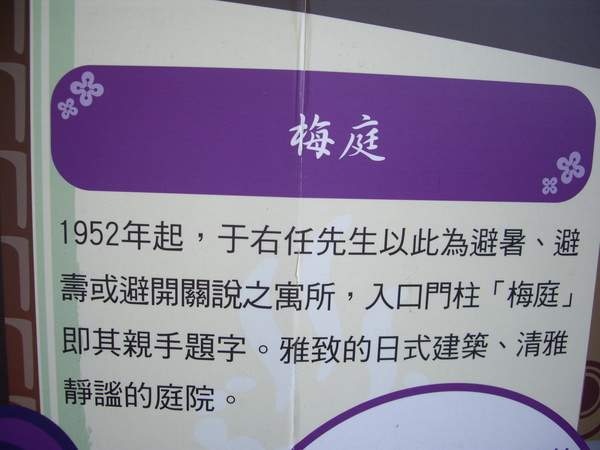 梅庭
1952年起，于右任先生以此為避暑、避
壽或避開關說之寓所，入口門柱「梅庭」
即其親手題字。雅致的日式建築、清雅
靜謐的庭院。